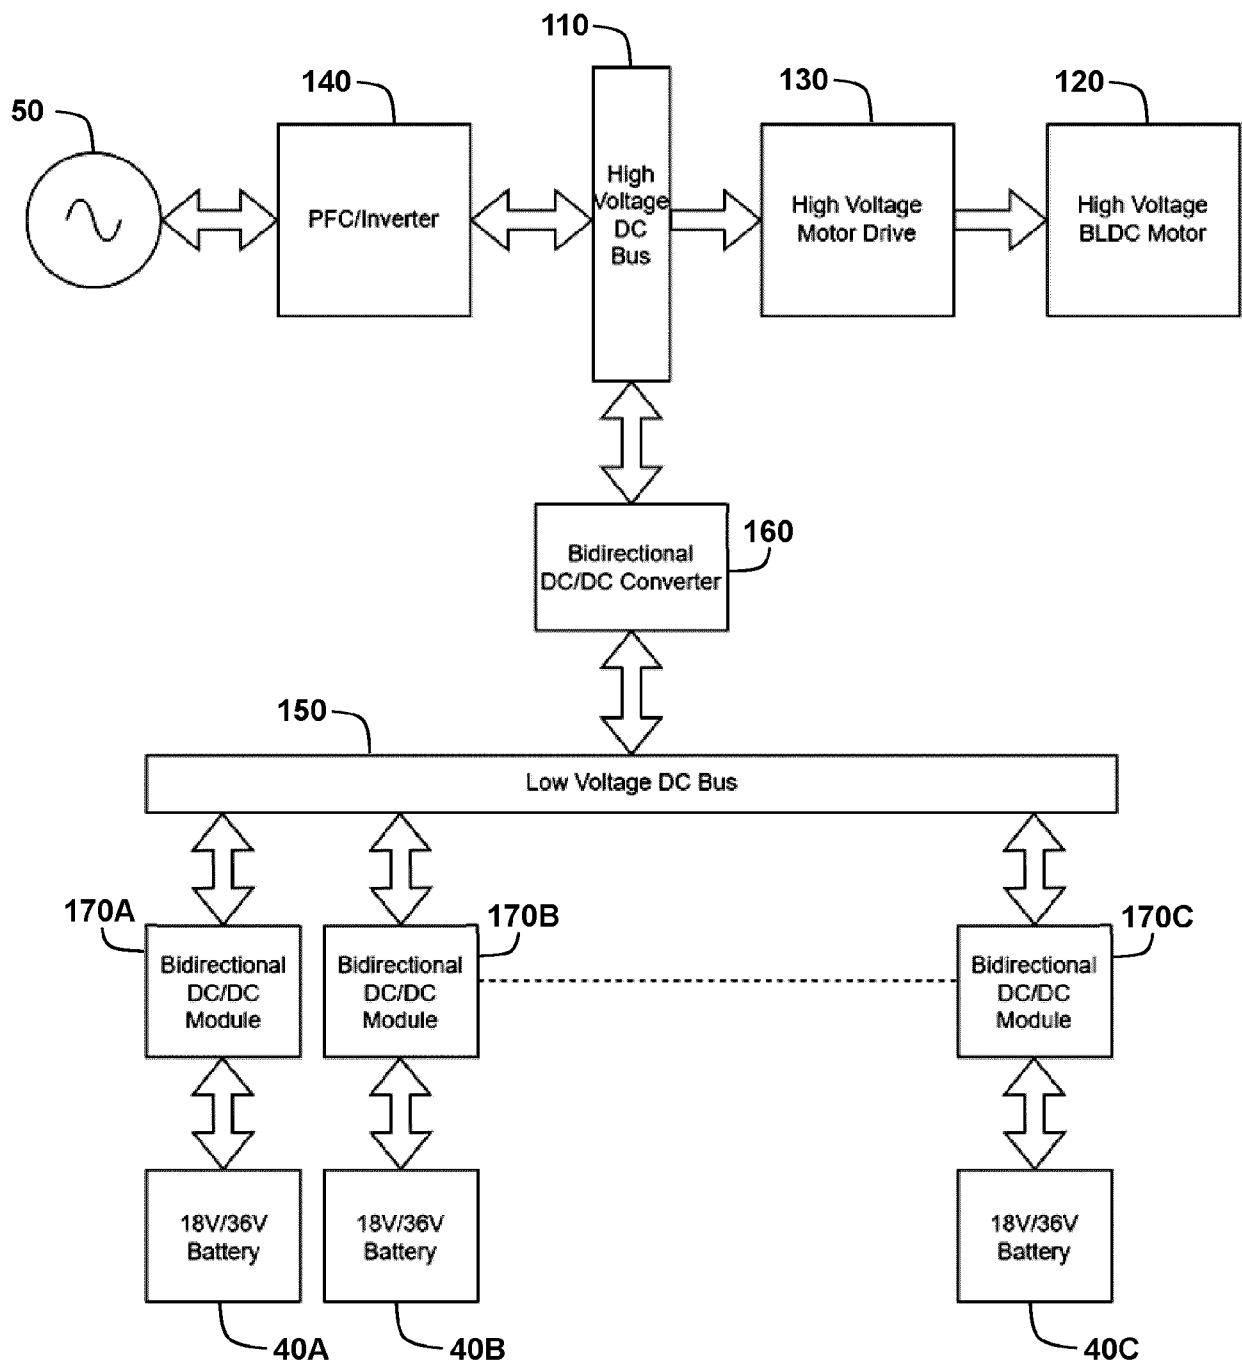 110
140
130
120
50
PFC/Inverter
High
Voltage
DC
Bus
High Voltage
Motor Drive
High Voltage
BLDC Motor
160
Bidirectional
DC/DC Converter
150
Low Voltage DC Bus
170A
170B
170C
Bidirectional
DC/DC
Module
Bidirectional
DC/DC
Module
Bidirectional
DC/DC
Module
18V/36V
Battery
18V/36V
Battery
18V/36V
Battery
40A
40B
40C